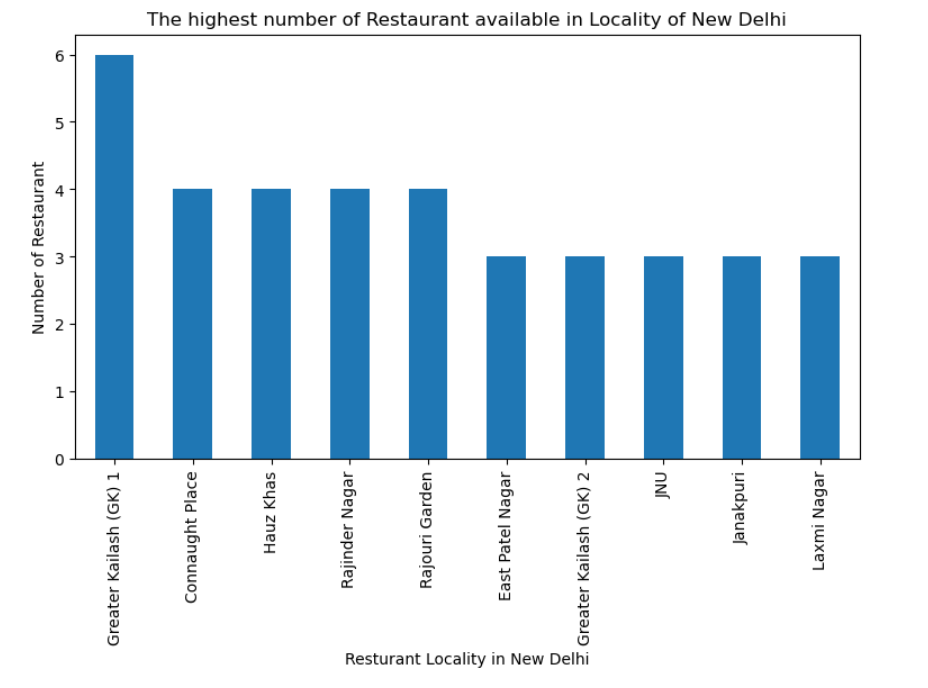 The highest number of Restaurant available in Locality of New Delhi
Number of Restaurant
6
5
4
3
2
1
0
Greater Kailash (GK) 1
Connaught Place
Hauz Khas
Rajinder Nagar
Rajouri Garden
East Patel Nagar
Greater Kailash (GK) 2
JNU
Janakpuri
Laxmi Nagar
Resturant Locality in New Delhi